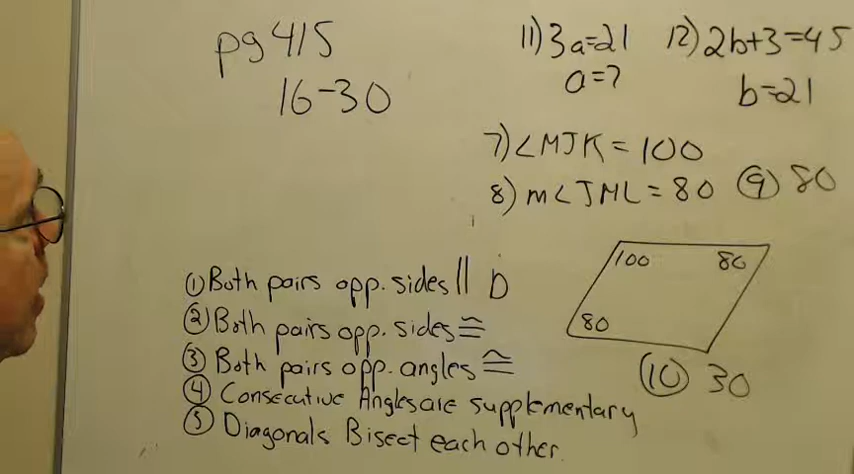 pg 415
16-30
11) 3a=21
a=7
12) 2b+3=45
b=21
7) ∠MJK = 100
8) m∠JML = 80
9 80
① Both pairs opp. sides || D
② Both pairs opp. sides ≅
③ Both pairs opp. angles ≅
④ Consecutive Angles are supplementary
⑤ Diagonals Bisect each other.
100 80
80
10 30